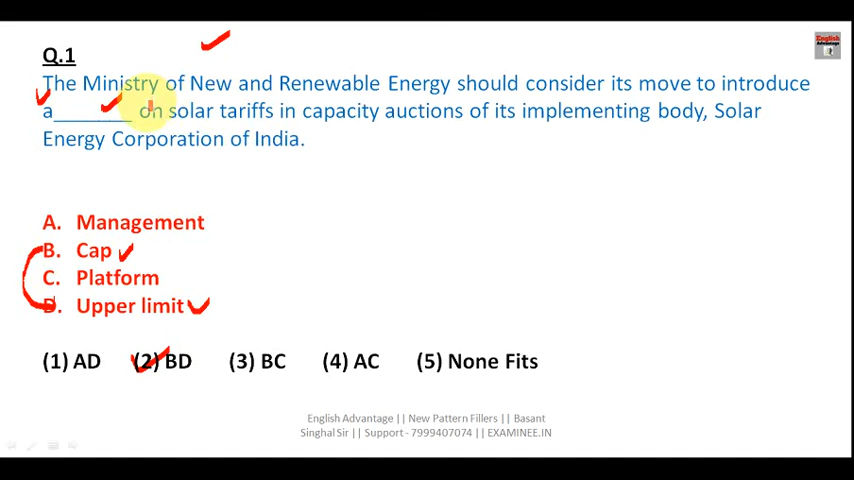 English
Advantage
Q.1
The Ministry of New and Renewable Energy should consider its move to introduce
a_______ on solar tariffs in capacity auctions of its implementing body, Solar
Energy Corporation of India.
A. Management
B. Cap
C. Platform
D. Upper limit
(1) AD (2) BD (3) BC (4) AC (5) None Fits
English Advantage || New Pattern Fillers || Basant
Singhal Sir || Support - 7999407074 || EXAMINEE.IN